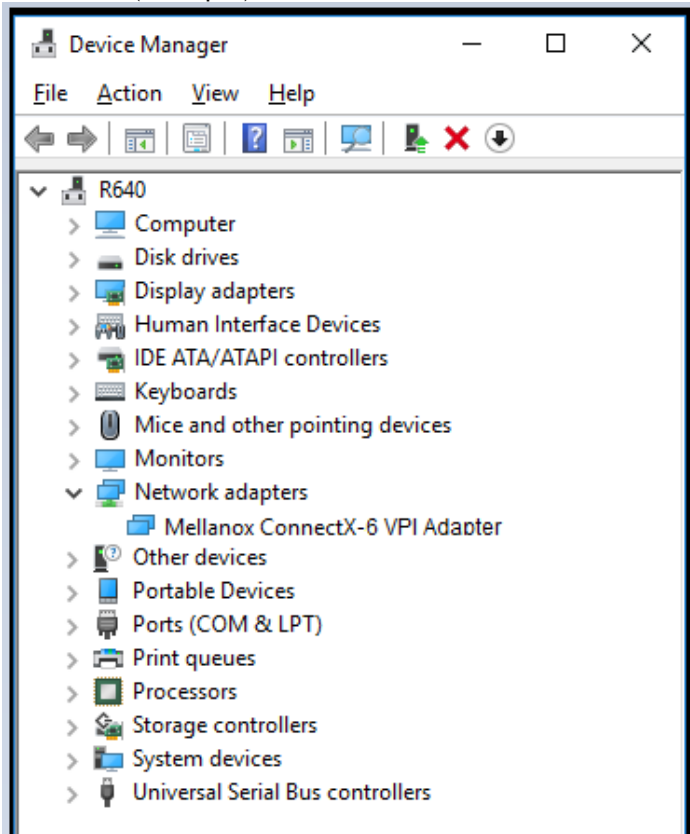 Device Manager
File Action View Help
R640
Computer
Disk drives
Display adapters
Human Interface Devices
IDE ATA/ATAPI controllers
Keyboards
Mice and other pointing devices
Monitors
Network adapters
Mellanox ConnectX-6 VPI Adapter
Other devices
Portable Devices
Ports (COM & LPT)
Print queues
Processors
Storage controllers
System devices
Universal Serial Bus controllers